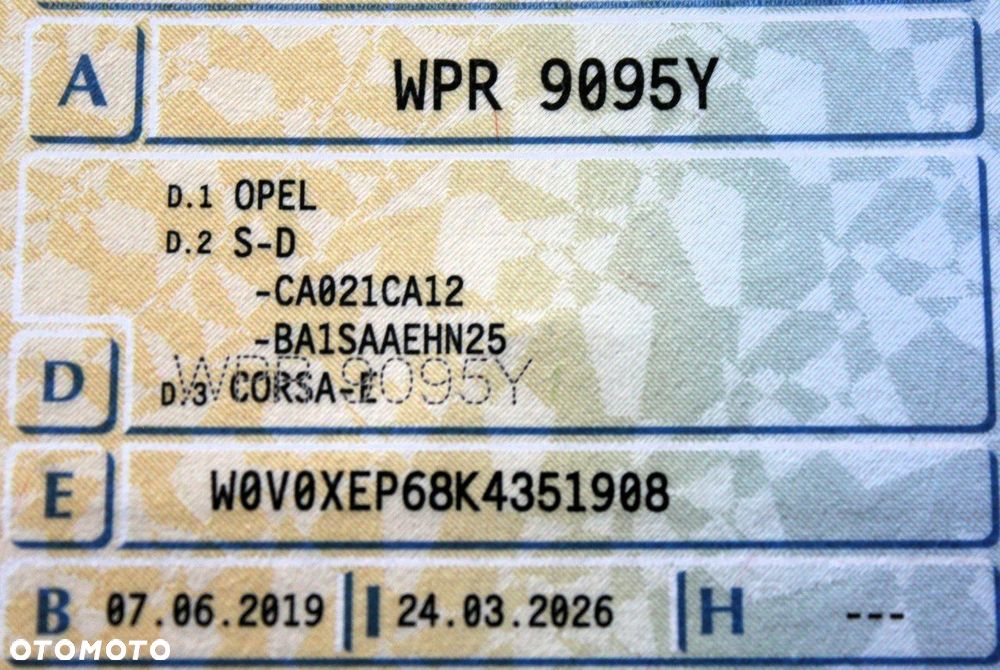 A WPR 9095Y
D.1 OPEL
D.2 S-D
-CA021CA12
-BA1SAAEHN25
WPR 9095Y
D D.3 CORSA-E
E W0V0XEP68K4351908
B 07.06.2019 I 24.03.2026 H ---
OTOMOTO